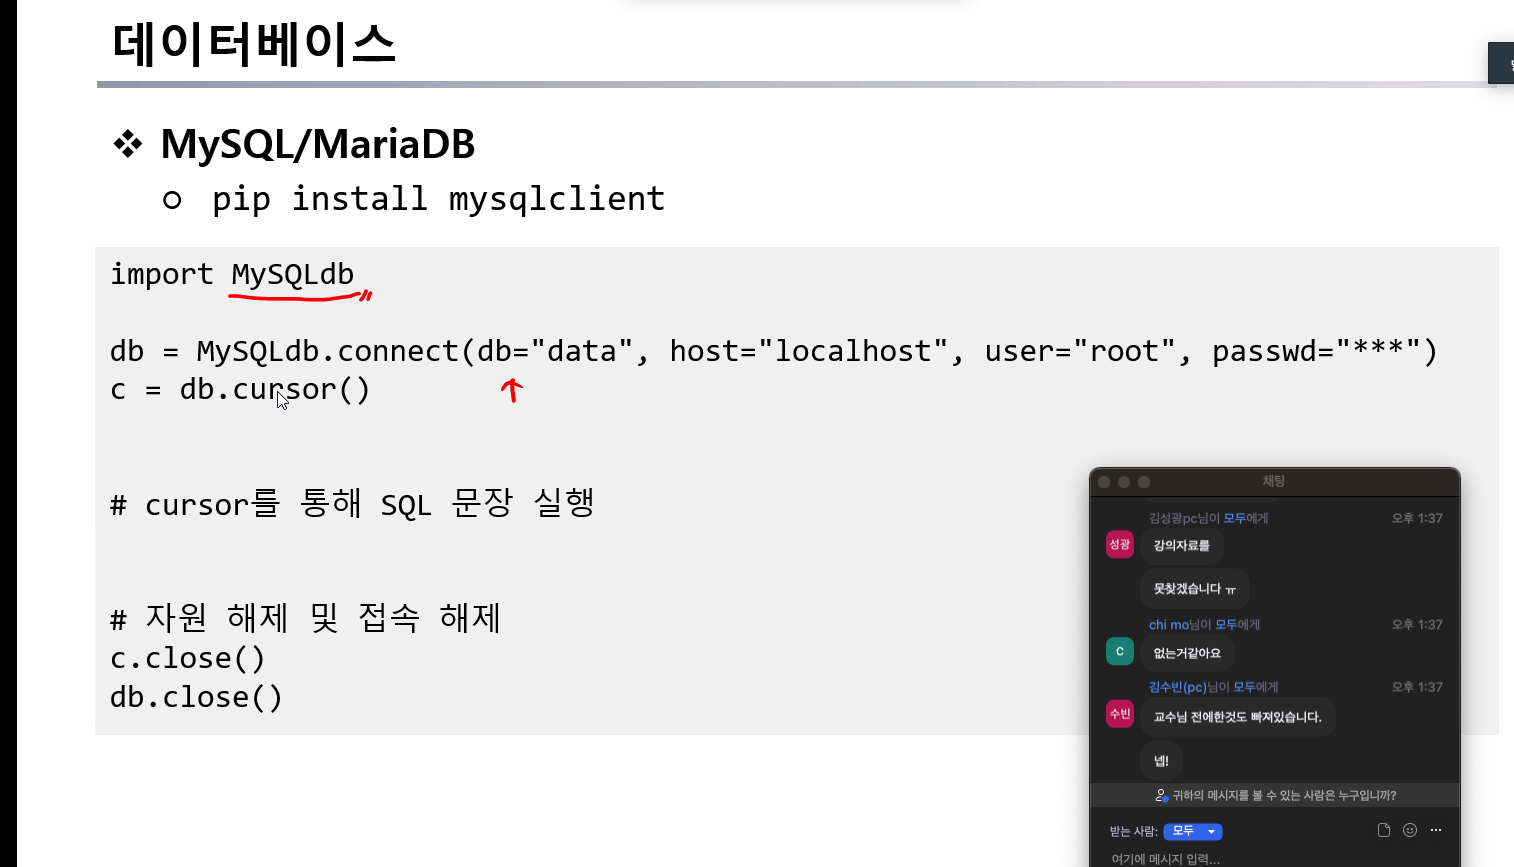 데이터베이스
❖ MySQL/MariaDB
○ pip install mysqlclient
import MySQLdb
db = MySQLdb.connect(db="data", host="localhost", user="root", passwd="***")
c = db.cursor()
# cursor를 통해 SQL 문장 실행
# 자원 해제 및 접속 해제
c.close()
db.close()
채팅
김성광pc님이 모두에게 오후 1:37
성광 강의자료를
못찾겠습니다 ㅠ
chi mo님이 모두에게 오후 1:37
C 없는거같아요
김수빈(pc)님이 모두에게 오후 1:37
수빈 교수님 전에한것도 빠져있습니다.
넵!
귀하의 메시지를 볼 수 있는 사람은 누구입니까?
받는 사람: 모두
여기에 메시지 입력...